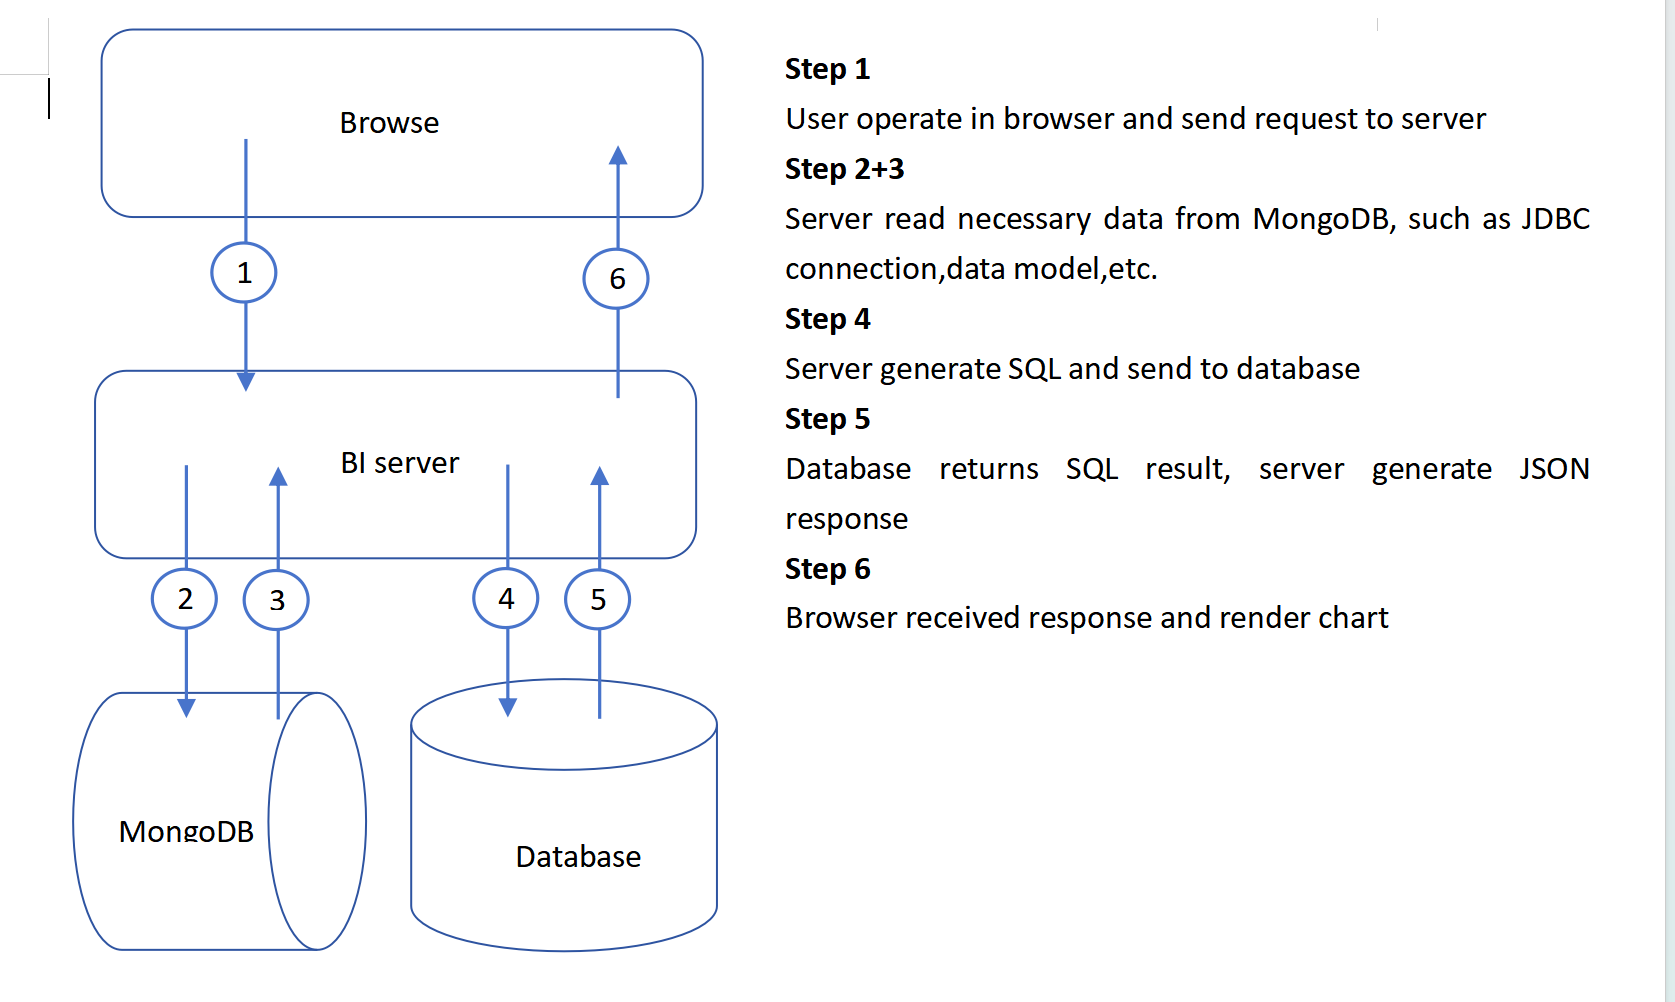 Browse
1
6
BI server
2
3
4
5
MongoDB
Database
Step 1
User operate in browser and send request to server
Step 2+3
Server read necessary data from MongoDB, such as JDBC
connection,data model,etc.
Step 4
Server generate SQL and send to database
Step 5
Database returns SQL result, server generate JSON
response
Step 6
Browser received response and render chart